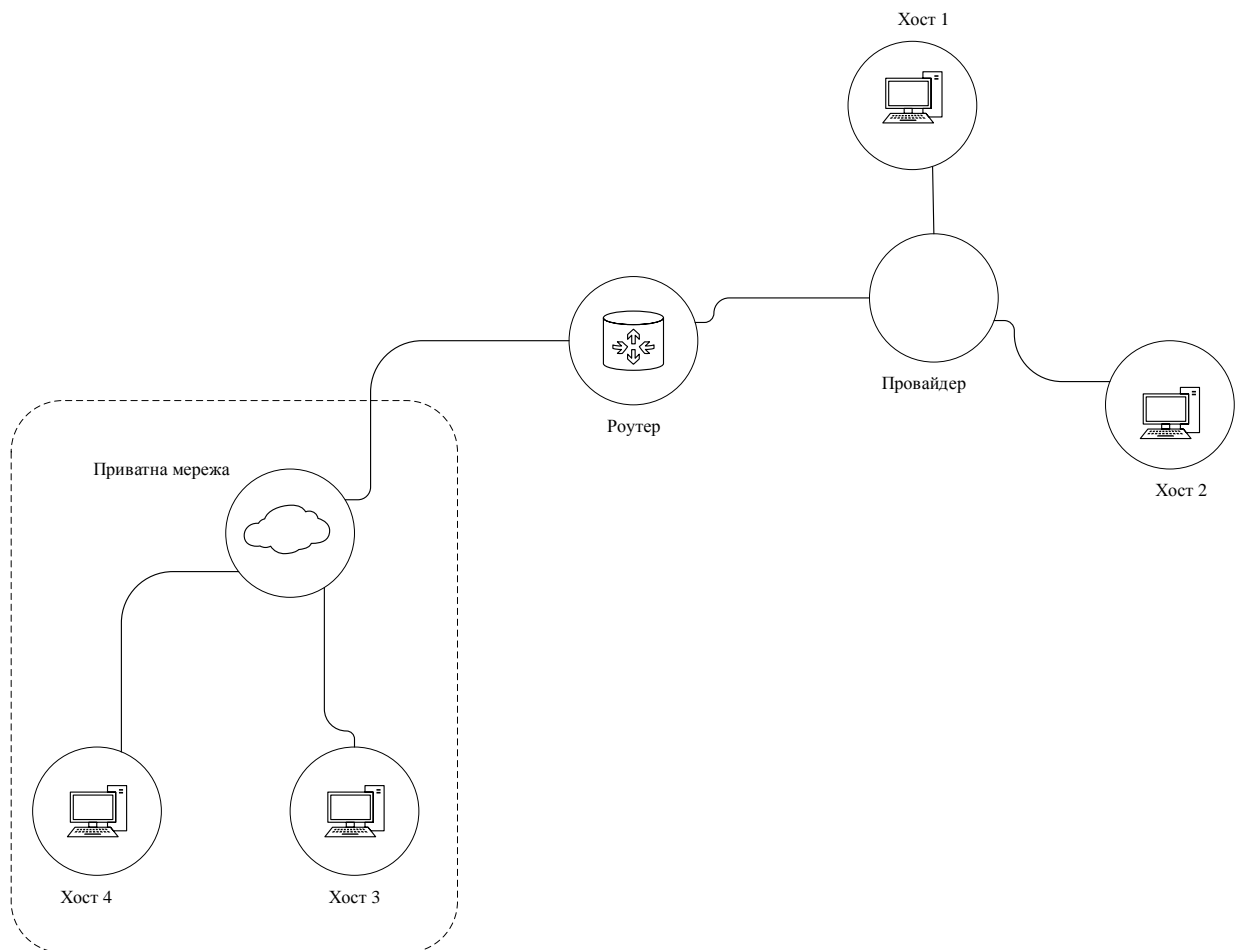 Хост 1
Провайдер
Роутер
Приватна мережа
Хост 2
Хост 4
Хост 3